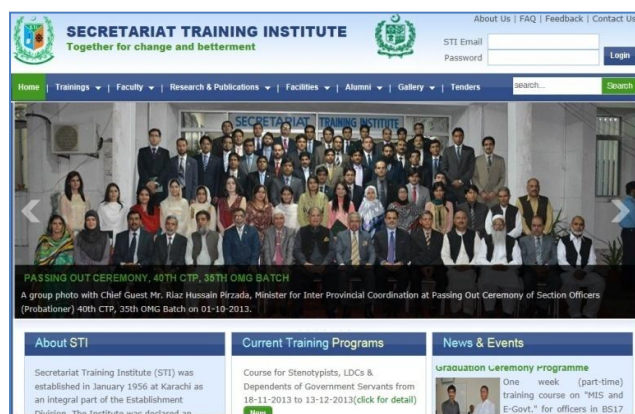 About Us | FAQ | Feedback | Contact Us
SECRETARIAT TRAINING INSTITUTE
Together for change and betterment
STI Email
Password
Login
Home | Trainings | Faculty | Research & Publications | Facilities | Alumni | Gallery | Tenders
search...
Search
SECRETARIAT TRAINING INSTITUTE
PASSING OUT CEREMONY, 40TH CTP, 35TH OMG BATCH
A group photo with Chief Guest Mr. Riaz Hussain Pirzada, Minister for Inter Provincial Coordination at Passing Out Ceremony of Section Officers
(Probationer) 40th CTP, 35th OMG Batch on 01-10-2013.
About STI
Secretariat Training Institute (STI) was
established in January 1956 at Karachi as
an integral part of the Establishment
Division. The Institute was declared an
Current Training Programs
Course for Stenotypists, LDCs &
Dependents of Government Servants from
18-11-2013 to 13-12-2013(click for detail)
New
News & Events
Graduation Ceremony Programme
One week (part-time)
training course on "MIS and
E-Govt." for officers in BS17